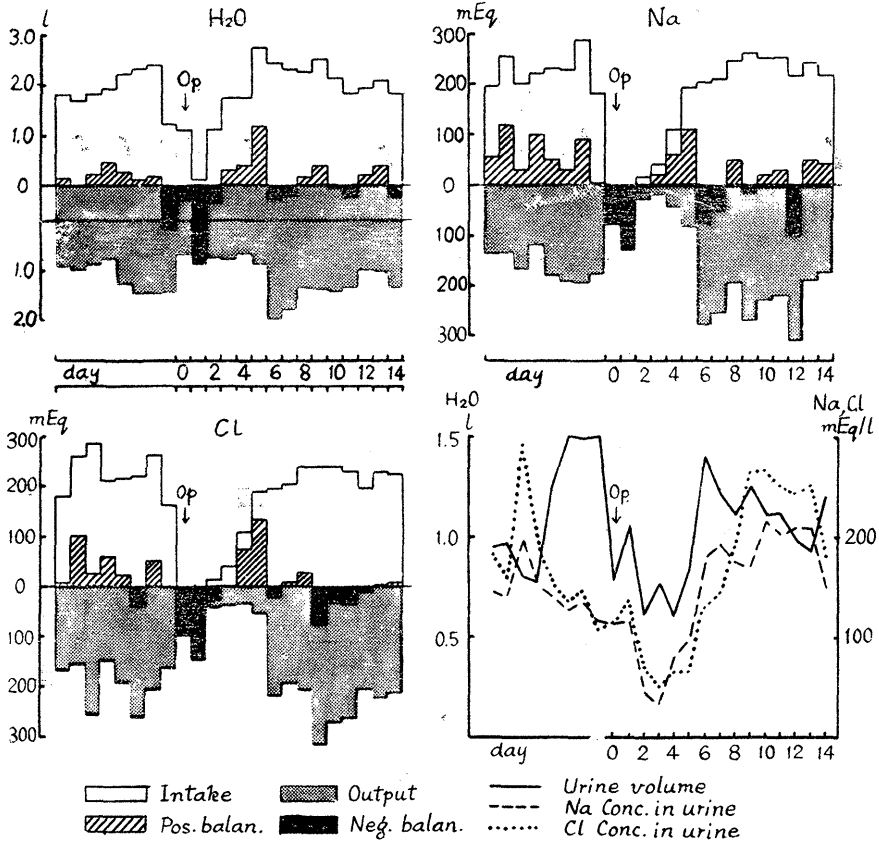 H₂O
l
3.0
2.0
1.0
0
1.0
2.0
Op
day 0 2 4 6 8 10 12 14
Na
mEq
300
200
100
0
100
200
300
Op
day 0 2 4 6 8 10 12 14
Cl
mEq
300
200
100
0
100
200
300
Op
H₂O
l
1.5
1.0
0.5
Na, Cl
mEq/l
200
100
Op.
day 0 2 4 6 8 10 12 14
Intake
Output
Pos. balan.
Neg. balan.
Urine volume
Na Conc. in urine
Cl Conc. in urine